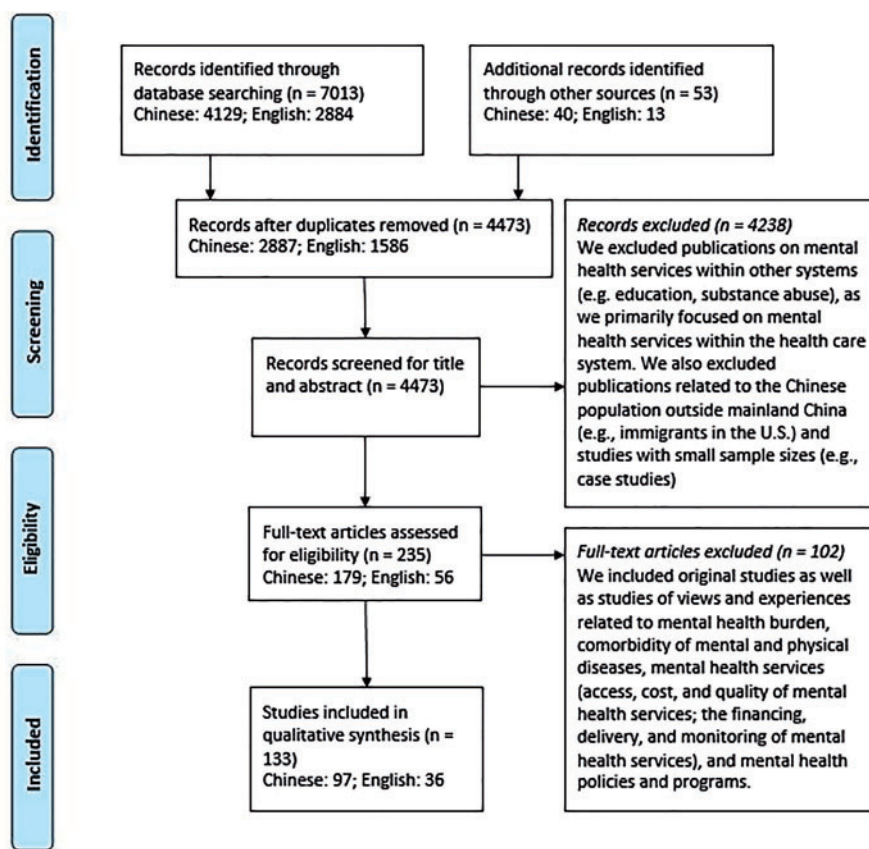 Identification
Records identified through
database searching (n = 7013)
Chinese: 4129; English: 2884
Additional records identified
through other sources (n = 53)
Chinese: 40; English: 13
Records after duplicates removed (n = 4473)
Chinese: 2887; English: 1586
Screening
Records screened for title
and abstract (n = 4473)
Records excluded (n = 4238)
We excluded publications on mental
health services within other systems
(e.g. education, substance abuse), as
we primarily focused on mental
health services within the health care
system. We also excluded
publications related to the Chinese
population outside mainland China
(e.g., immigrants in the U.S.) and
studies with small sample sizes (e.g.,
case studies)
Eligibility
Full-text articles assessed
for eligibility (n = 235)
Chinese: 179; English: 56
Full-text articles excluded (n = 102)
We included original studies as well
as studies of views and experiences
related to mental health burden,
comorbidity of mental and physical
diseases, mental health services
(access, cost, and quality of mental
health services; the financing,
delivery, and monitoring of mental
health services), and mental health
policies and programs.
Included
Studies included in
qualitative synthesis (n =
133)
Chinese: 97; English: 36